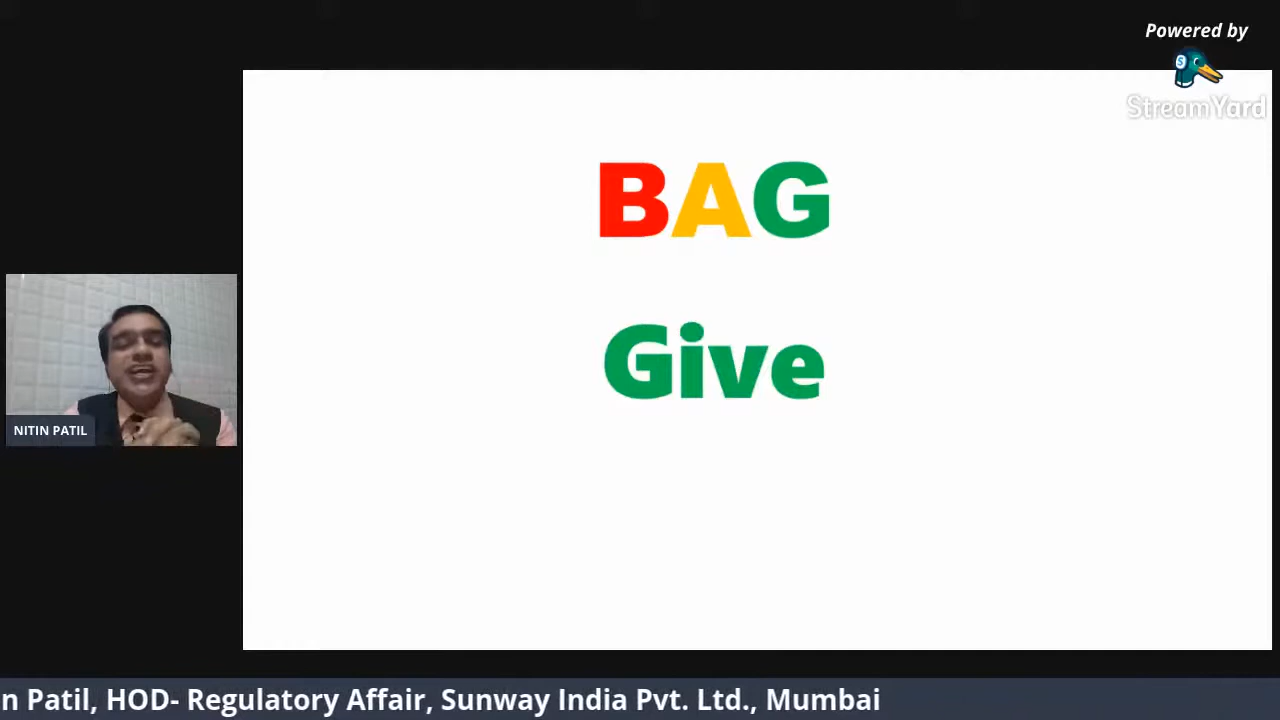 Powered by
StreamYard
BAG
Give
NITIN PATIL
n Patil, HOD- Regulatory Affair, Sunway India Pvt. Ltd., Mumbai